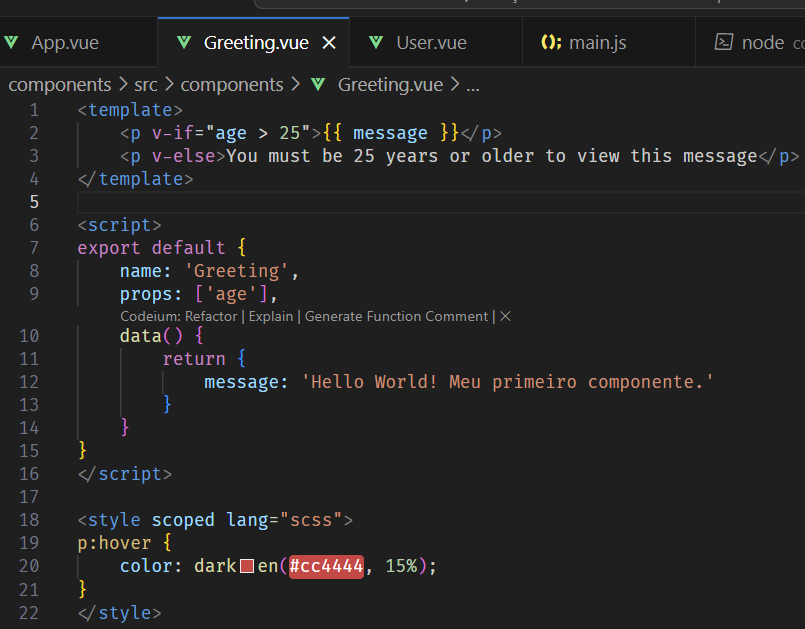 App.vue Greeting.vue × User.vue (); main.js node
components > src > components > Greeting.vue > ...
1 <template>
2 <p v-if="age > 25">{{ message }}</p>
3 <p v-else>You must be 25 years or older to view this message</p>
4 </template>
5
6 <script>
7 export default {
8 name: 'Greeting',
9 props: ['age'],
Codeium: Refactor | Explain | Generate Function Comment | ×
10 data() {
11 return {
12 message: 'Hello World! Meu primeiro componente.'
13 }
14 }
15 }
16 </script>
17
18 <style scoped lang="scss">
19 p:hover {
20 color: darken(#cc4444, 15%);
21 }
22 </style>